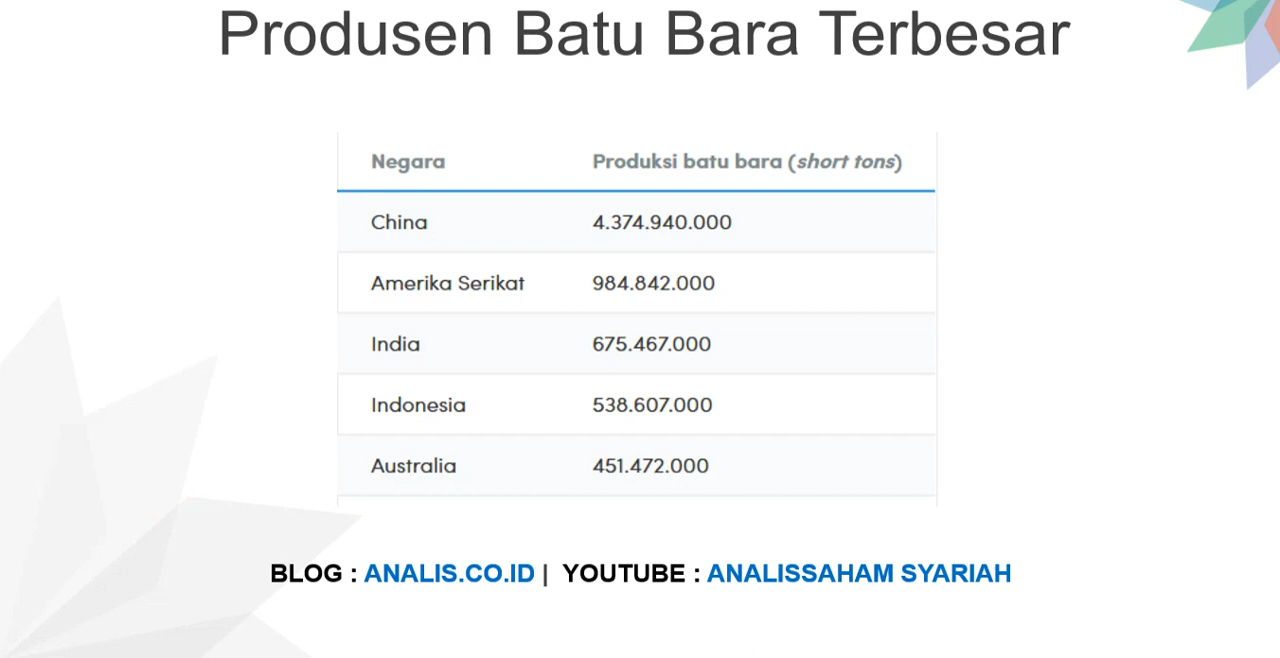 Produsen Batu Bara Terbesar
Negara Produksi batu bara (short tons)
China 4.374.940.000
Amerika Serikat 984.842.000
India 675.467.000
Indonesia 538.607.000
Australia 451.472.000
BLOG : ANALIS.CO.ID | YOUTUBE : ANALISSAHAM SYARIAH